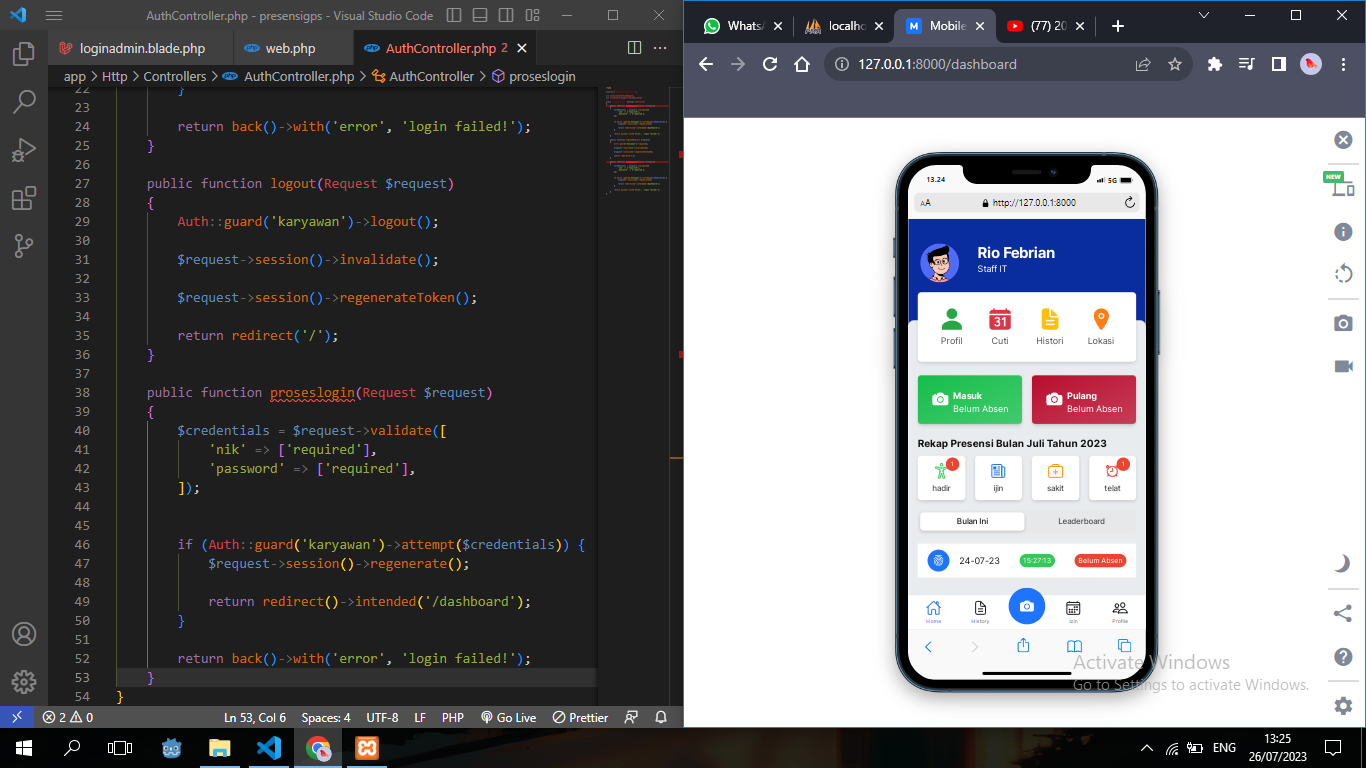 AuthController.php - presensigps - Visual Studio Code
loginadmin.blade.php
web.php
AuthController.php 2
app > Http > Controllers > AuthController.php > AuthController > proseslogin
22 }
23
24 return back()->with('error', 'login failed!');
25 }
26
27 public function logout(Request $request)
28 {
29 Auth::guard('karyawan')->logout();
30
31 $request->session()->invalidate();
32
33 $request->session()->regenerateToken();
34
35 return redirect('/');
36 }
37
38 public function proseslogin(Request $request)
39 {
40 $credentials = $request->validate([
41 'nik' => ['required'],
42 'password' => ['required'],
43 ]);
44
45
46 if (Auth::guard('karyawan')->attempt($credentials)) {
47 $request->session()->regenerate();
48
49 return redirect()->intended('/dashboard');
50 }
51
52 return back()->with('error', 'login failed!');
53 }
54 }
2 0
Ln 53, Col 6
Spaces: 4
UTF-8
LF
PHP
Go Live
Prettier
WhatsA
localho
M
Mobile
(77) 20
127.0.0.1:8000/dashboard
NEW
13.24
5G
AA
http://127.0.0.1:8000
Rio Febrian
Staff IT
31
Profil
Cuti
Histori
Lokasi
Masuk
Belum Absen
Pulang
Belum Absen
Rekap Presensi Bulan Juli Tahun 2023
1
1
hadir
ijin
sakit
telat
Bulan Ini
Leaderboard
24-07-23
15:27:13
Belum Absen
Home
History
Izin
Profile
Activate Windows
Go to Settings to activate Windows.
ENG
13:25
26/07/2023